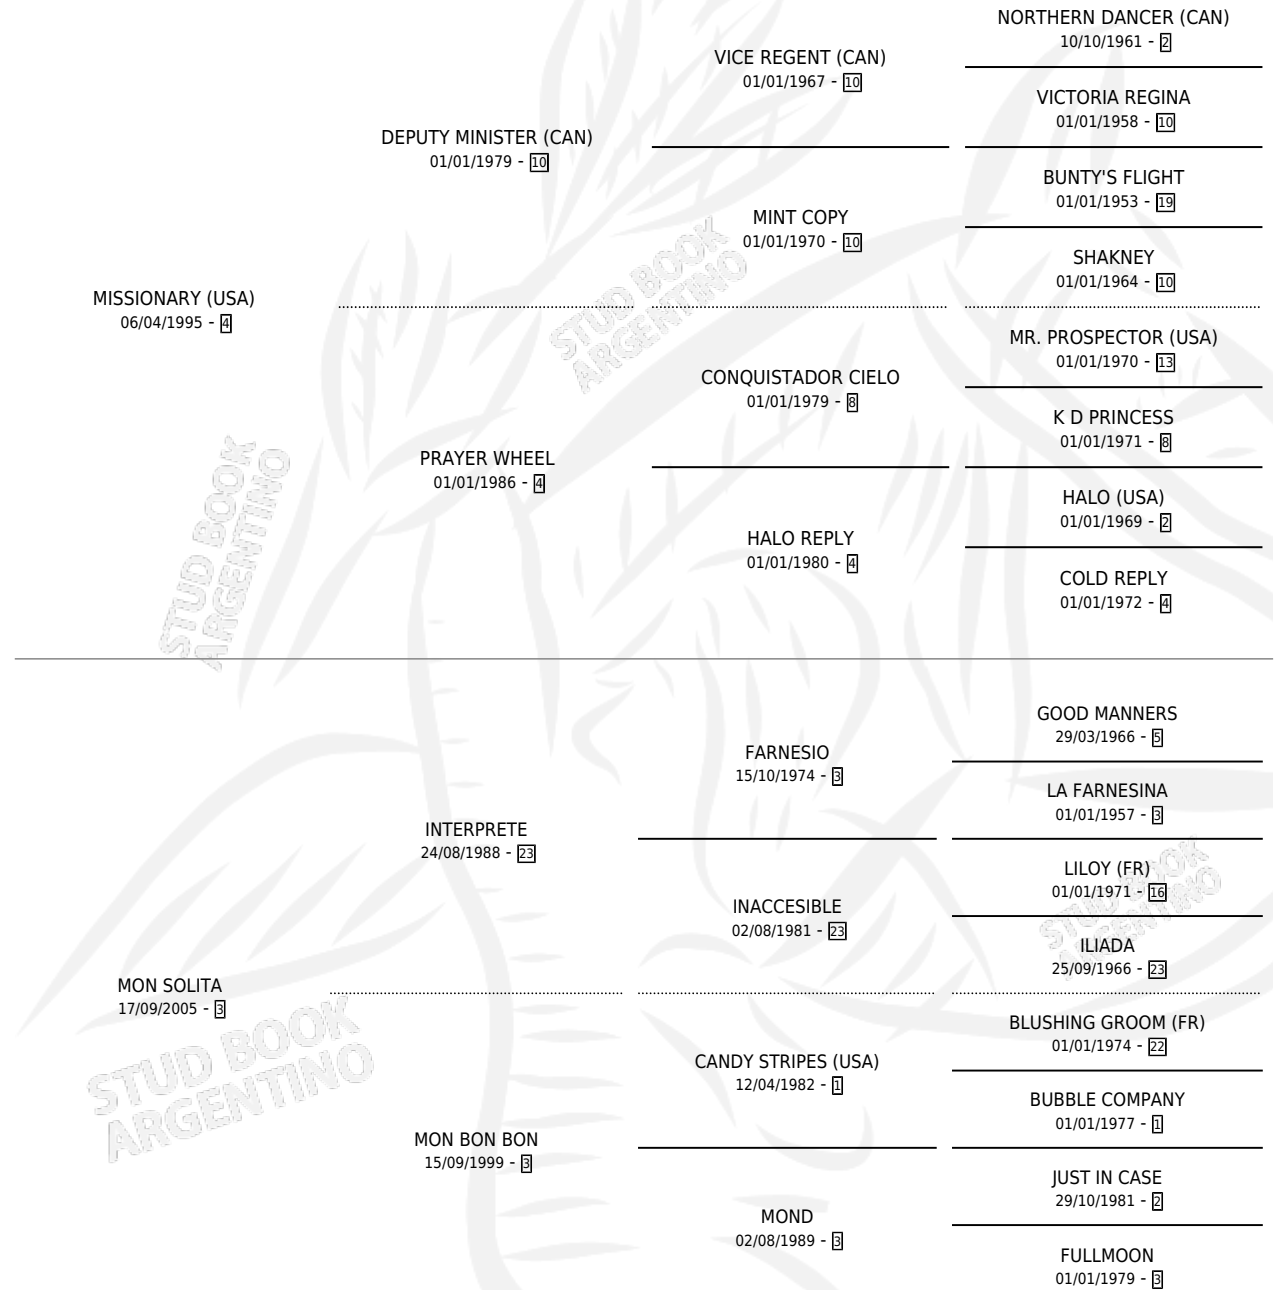 NORTHERN DANCER (CAN)
10/10/1961 - 2
VICE REGENT (CAN)
01/01/1967 - 10
VICTORIA REGINA
01/01/1958 - 10
DEPUTY MINISTER (CAN)
01/01/1979 - 10
BUNTY'S FLIGHT
01/01/1953 - 19
MINT COPY
01/01/1970 - 10
SHAKNEY
01/01/1964 - 10
MISSIONARY (USA)
06/04/1995 - 4
MR. PROSPECTOR (USA)
01/01/1970 - 13
CONQUISTADOR CIELO
01/01/1979 - 8
K D PRINCESS
01/01/1971 - 8
PRAYER WHEEL
01/01/1986 - 4
HALO (USA)
01/01/1969 - 2
HALO REPLY
01/01/1980 - 4
COLD REPLY
01/01/1972 - 4
GOOD MANNERS
29/03/1966 - 5
FARNESIO
15/10/1974 - 3
LA FARNESINA
01/01/1957 - 3
INTERPRETE
24/08/1988 - 23
LILOY (FR)
01/01/1971 - 16
INACCESIBLE
02/08/1981 - 23
ILIADA
25/09/1966 - 23
MON SOLITA
17/09/2005 - 3
BLUSHING GROOM (FR)
01/01/1974 - 22
CANDY STRIPES (USA)
12/04/1982 - 1
BUBBLE COMPANY
01/01/1977 - 1
MON BON BON
15/09/1999 - 3
JUST IN CASE
29/10/1981 - 2
MOND
02/08/1989 - 3
FULLMOON
01/01/1979 - 3
STUD BOOK
ARGENTINO
STUD BOOK
ARGENTINO
STUD BOOK
ARGENTINO
STUD BOOK
ARGENTINO